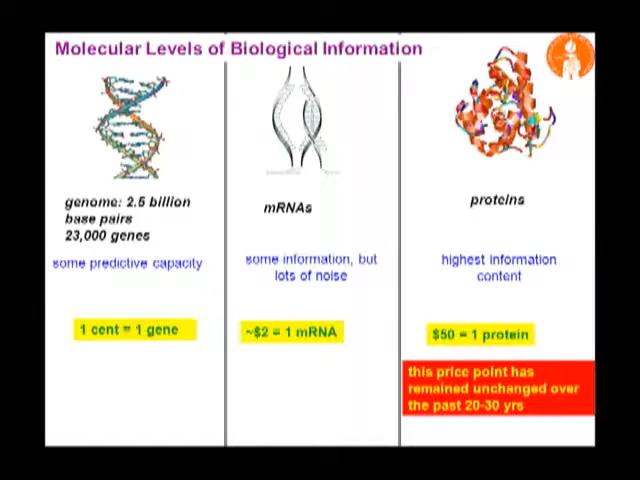 Molecular Levels of Biological Information
genome: 2.5 billion
base pairs
23,000 genes
some predictive capacity
1 cent = 1 gene
mRNAs
some information, but
lots of noise
~$2 = 1 mRNA
proteins
highest information
content
$50 = 1 protein
this price point has
remained unchanged over
the past 20-30 yrs